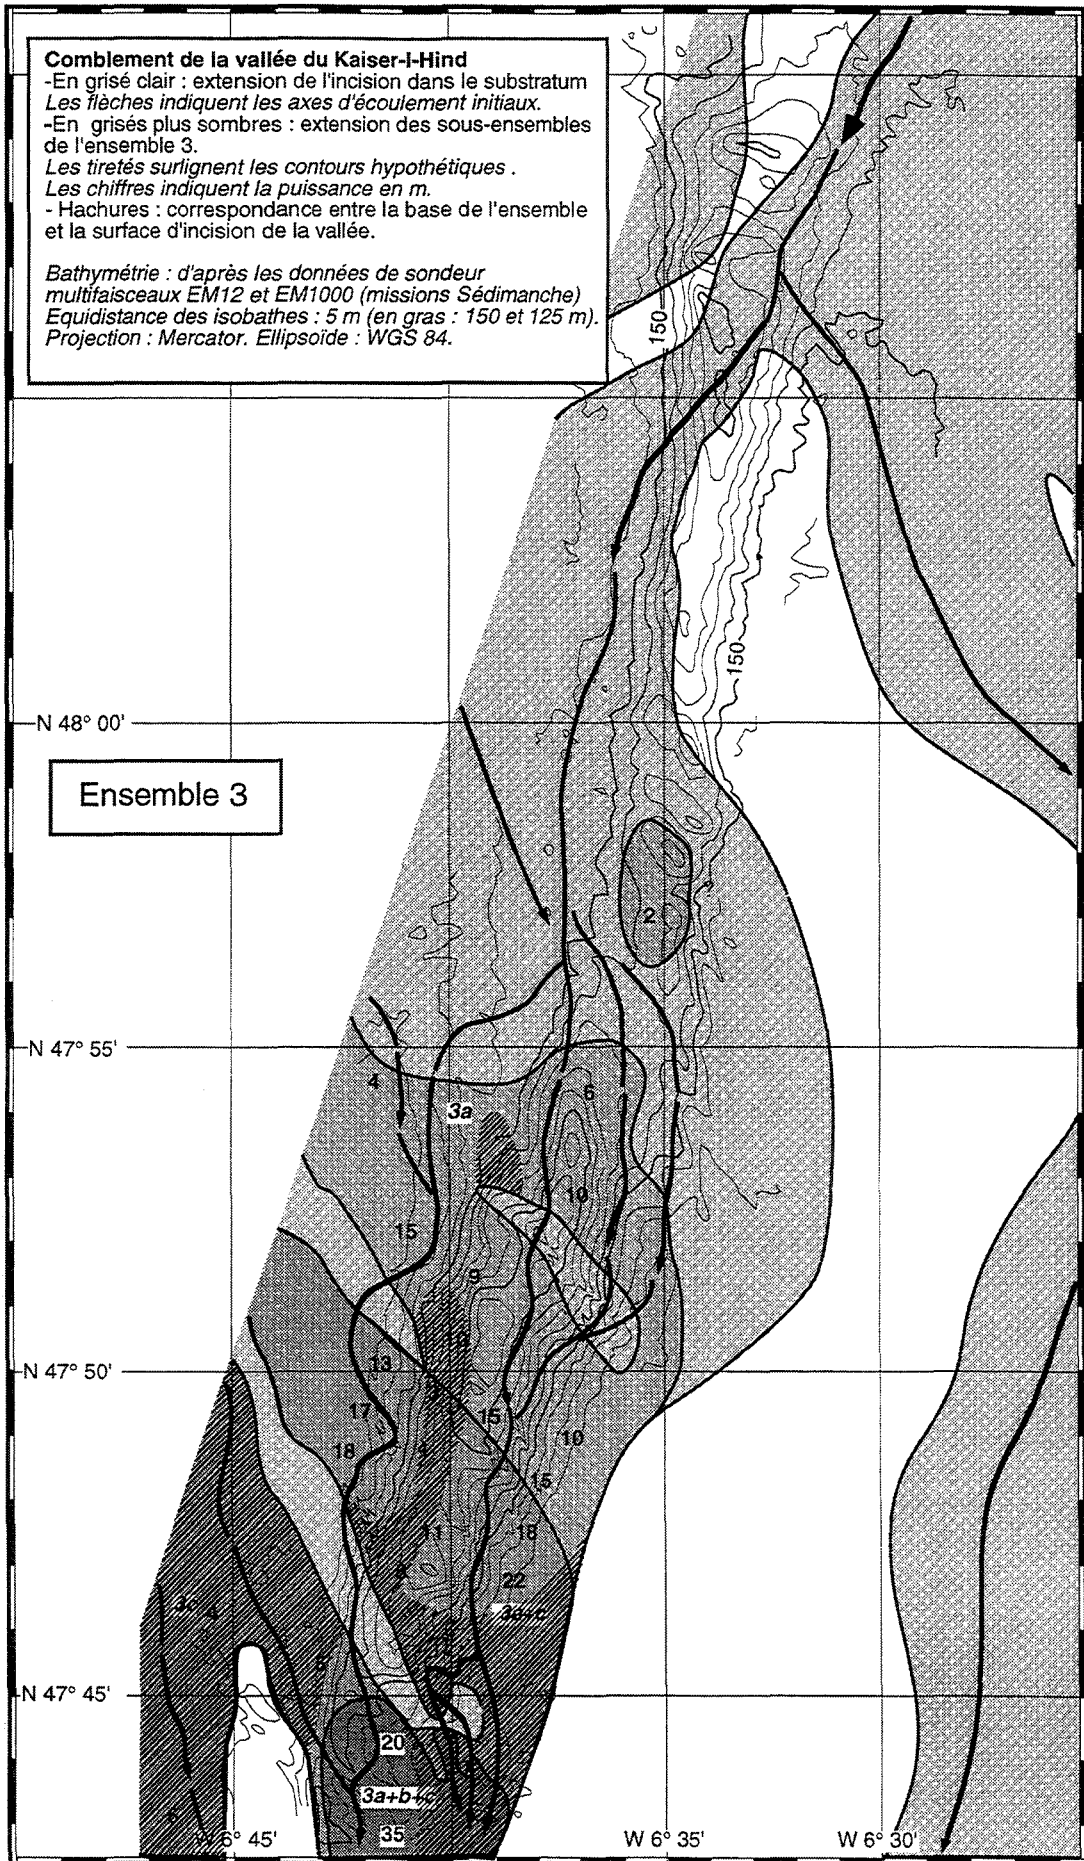 Comblement de la vallée du Kaiser-I-Hind
-En grisé clair : extension de l'incision dans le substratum
Les flèches indiquent les axes d'écoulement initiaux.
-En grisés plus sombres : extension des sous-ensembles
de l'ensemble 3.
Les tiretés surlignent les contours hypothétiques .
Les chiffres indiquent la puissance en m.
- Hachures : correspondance entre la base de l'ensemble
et la surface d'incision de la vallée.
Bathymétrie : d'après les données de sondeur
multifaisceaux EM12 et EM1000 (missions Sédimanche)
Equidistance des isobathes : 5 m (en gras : 150 et 125 m).
Projection : Mercator. Ellipsoïde : WGS 84.
150
150
N 48° 00'
Ensemble 3
2
N 47° 55'
4
3a
6
10
15
9
N 47° 50'
13
17
15
10
18
4
15
11
18
8
22
3c
4
3a+c
N 47° 45'
20
3a+b+c
35
W 6° 45'
W 6° 35'
W 6° 30'